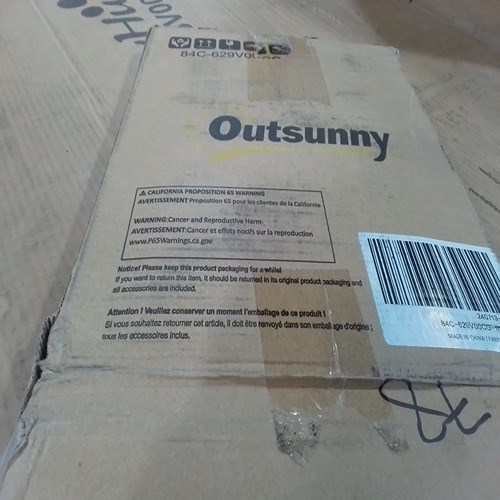 84C-629V00
Outsunny
⚠ CALIFORNIA PROPOSITION 65 WARNING
AVERTISSEMENT Proposition 65 pour les clientes de la Californie
WARNING:Cancer and Reproductive Harm
AVERTISSEMENT:Cancer et effets nocifs sur la reproduction
www.P65Warnings.ca.gov
Notice! Please keep this product packaging for a while!
If you want to return this item, it should be returned in its original product packaging and
all accessories are included.
Attention ! Veuillez conserver un moment l'emballage de ce produit !
Si vous souhaitez retourner cet article, il doit être renvoyé dans son emballage d'origine ;
tous les accessoires inclus.
240713-
MADE IN CHINA /